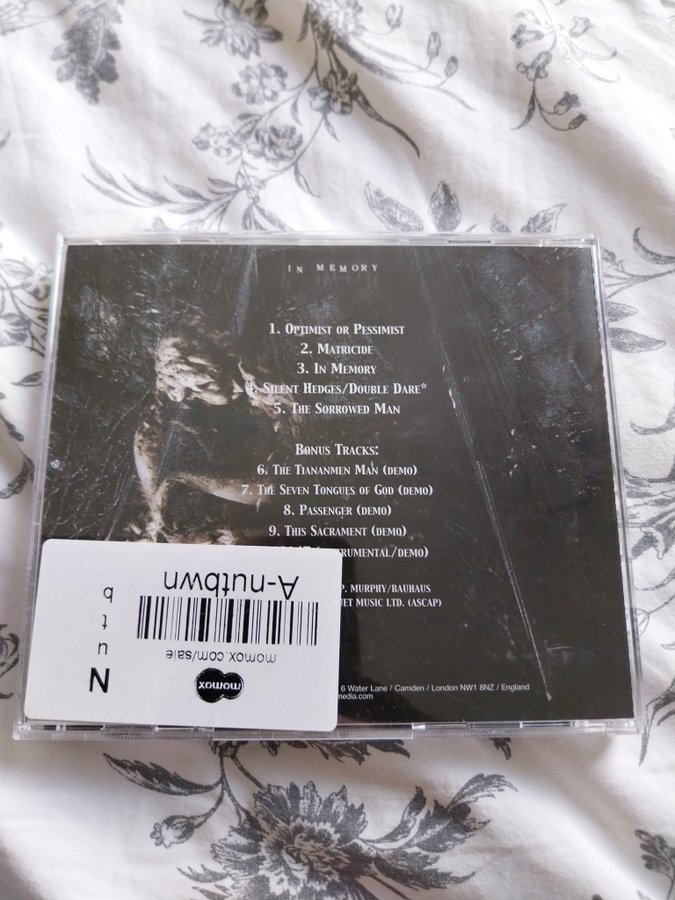 IN MEMORY
1. Optimist or Pessimist
2. Matricide
3. In Memory
4. Silent Hedges/Double Dare*
5. The Sorrowed Man
Bonus Tracks:
6. The Tiananmen Man (demo)
7. The Seven Tongues of God (demo)
8. Passenger (demo)
9. This Sacrament (demo)
/demo)
P. Murphy/Bauhaus
Music Ltd. (ASCAP)
6 Water Lane / Camden / London NW1 8NZ / England
media.com
momox
momox.com/sale
A-nutbwn
N u t b